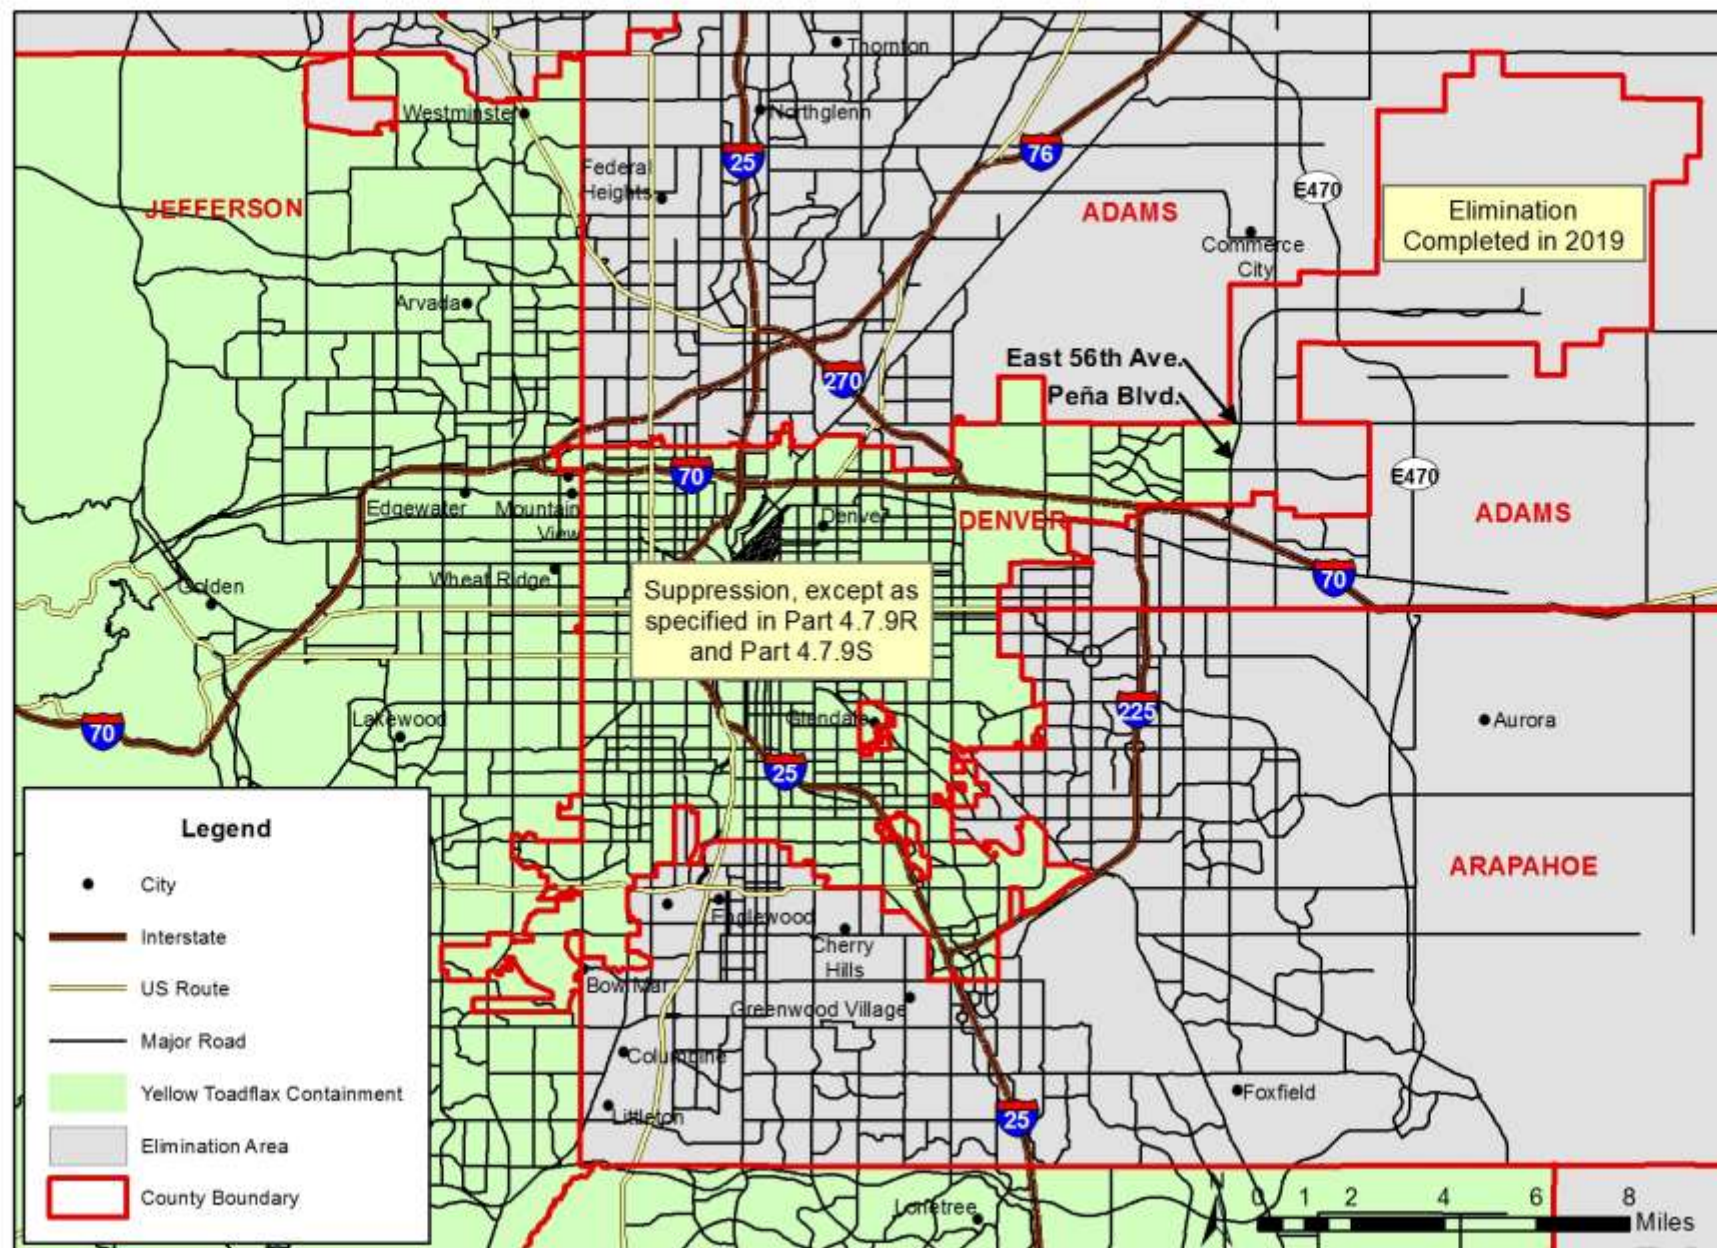 Thornton
Westminster
Northglenn
25
76
Federal
Heights
E470
JEFFERSON
ADAMS
Elimination
Completed in 2019
Commerce
City
Arvada
East 56th Ave.
270
Peña Blvd.
70
E470
Edgewater
Mountain
View
Denver
DENVER
ADAMS
Wheat Ridge
Golden
70
Suppression, except as
specified in Part 4.7.9R
and Part 4.7.9S
Lakewood
Glendale
225
Aurora
70
25
Legend
City
Interstate
US Route
Major Road
Yellow Toadflax Containment
Elimination Area
County Boundary
ARAPAHOE
Englewood
Cherry
Hills
Bow Mar
Greenwood Village
Columbine
Littleton
Foxfield
25
Lonetree
0 1 2 4 6 8
Miles